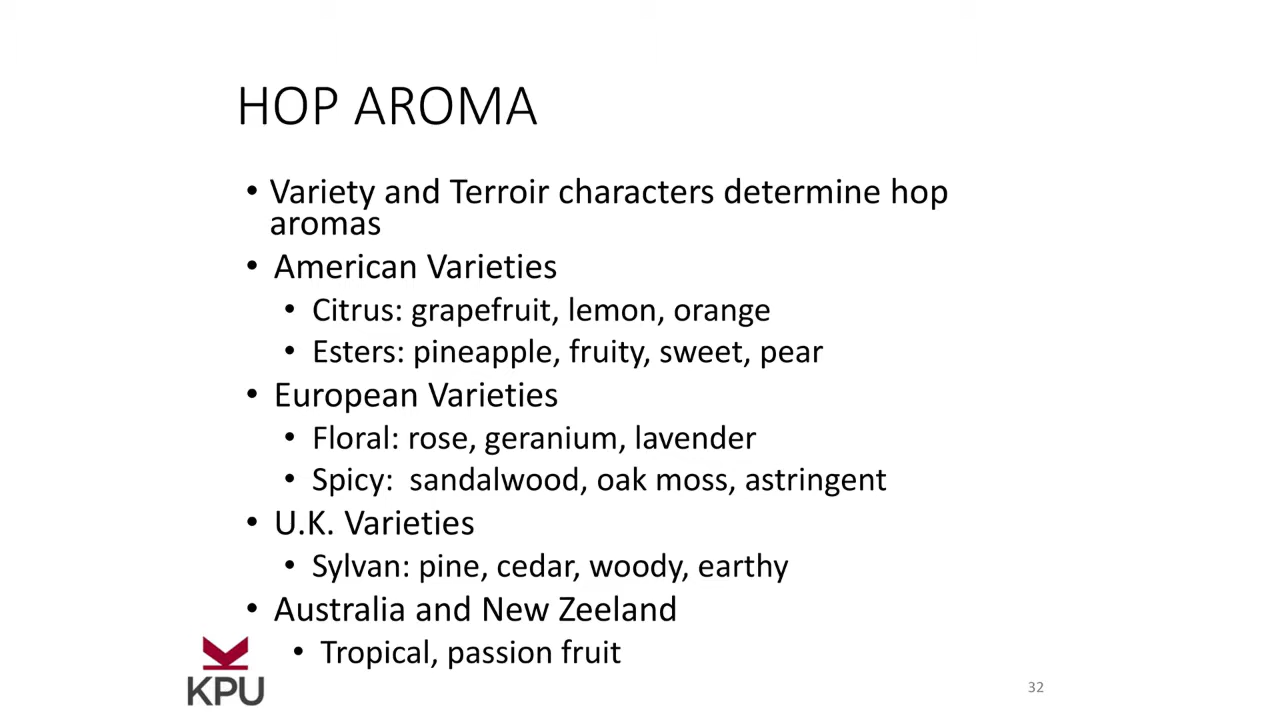 HOP AROMA
• Variety and Terroir characters determine hop
aromas
• American Varieties
• Citrus: grapefruit, lemon, orange
• Esters: pineapple, fruity, sweet, pear
• European Varieties
• Floral: rose, geranium, lavender
• Spicy:  sandalwood, oak moss, astringent
• U.K. Varieties
• Sylvan: pine, cedar, woody, earthy
• Australia and New Zeeland
• Tropical, passion fruit
KPU
32